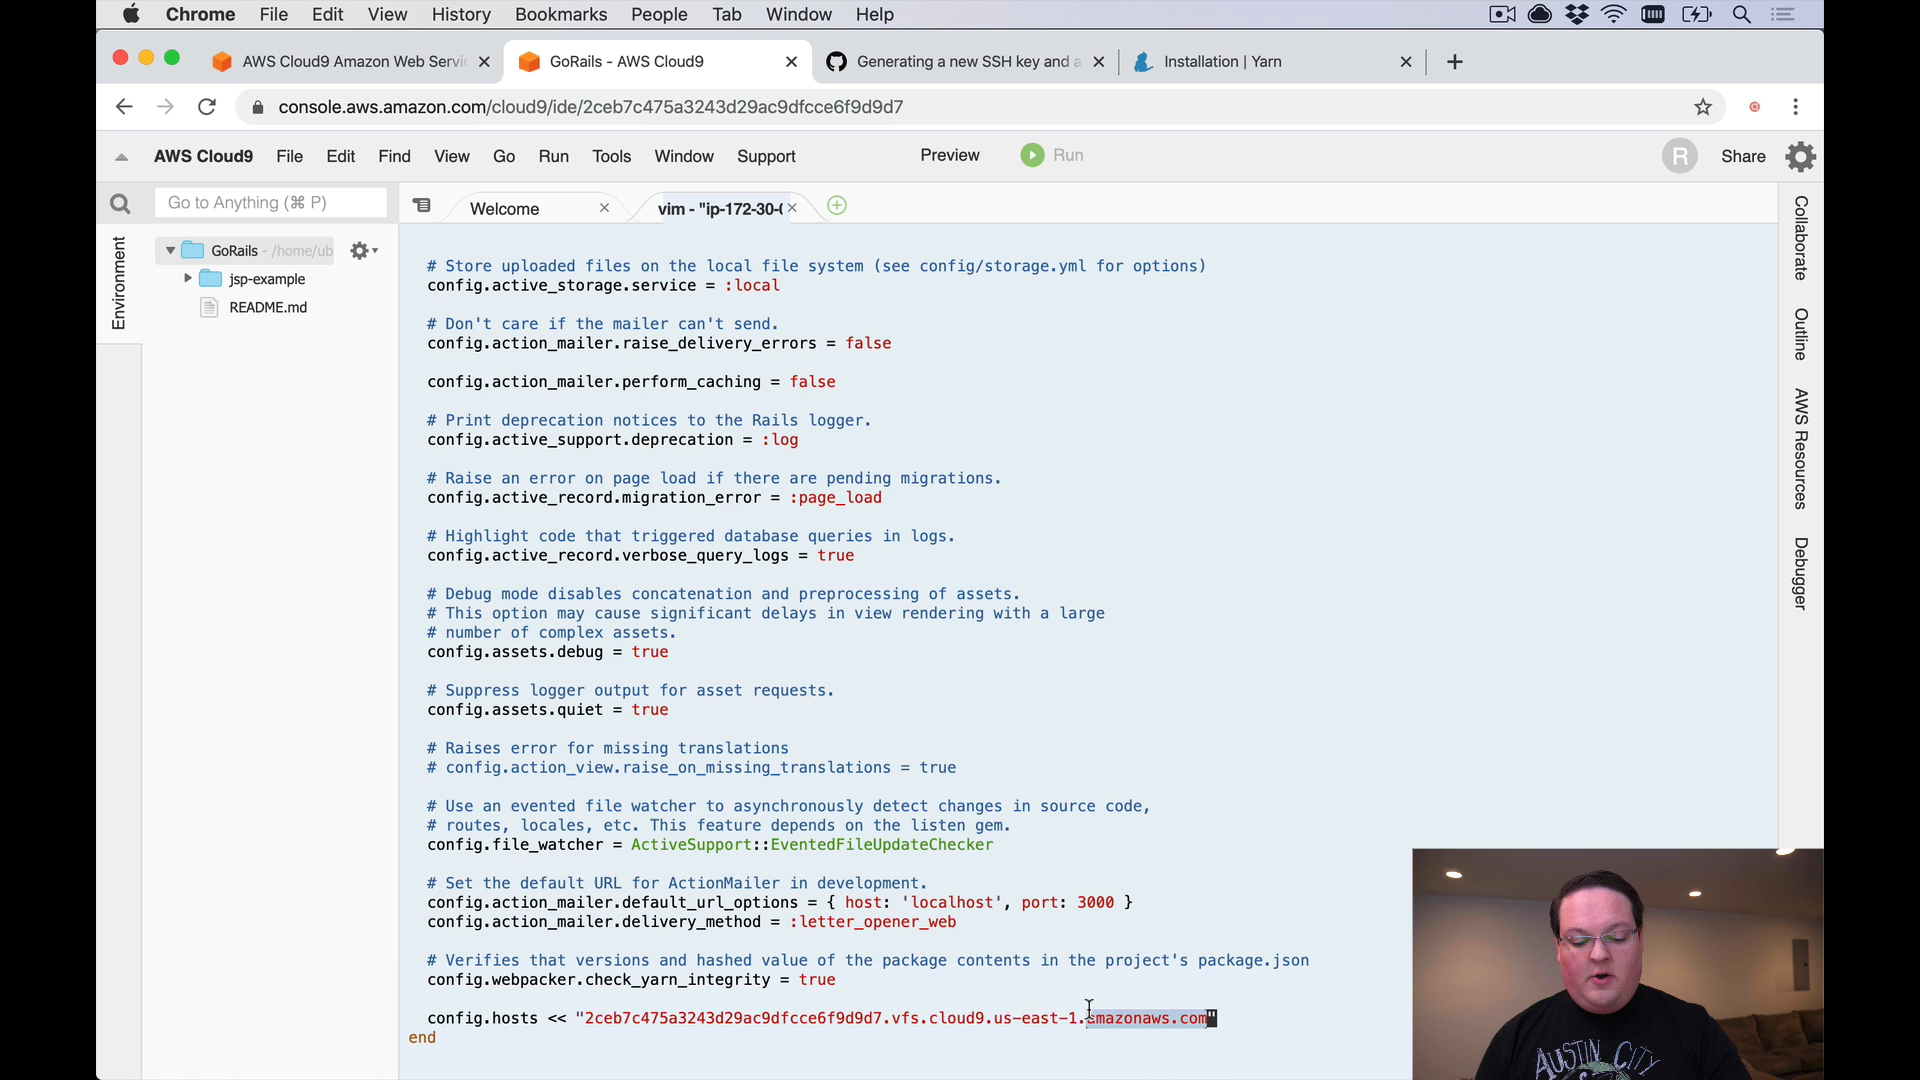 Chrome File Edit View History Bookmarks People Tab Window Help
AWS Cloud9 Amazon Web Servi
GoRails - AWS Cloud9
Generating a new SSH key and a
Installation | Yarn
console.aws.amazon.com/cloud9/ide/2ceb7c475a3243d29ac9dfcce6f9d9d7
AWS Cloud9 File Edit Find View Go Run Tools Window Support Preview Run R Share
Go to Anything (⌘ P)
Welcome
vim - "ip-172-30-(
Environment
GoRails - /home/ub
jsp-example
README.md
Collaborate
Outline
AWS Resources
Debugger
# Store uploaded files on the local file system (see config/storage.yml for options)
config.active_storage.service = :local
# Don't care if the mailer can't send.
config.action_mailer.raise_delivery_errors = false
config.action_mailer.perform_caching = false
# Print deprecation notices to the Rails logger.
config.active_support.deprecation = :log
# Raise an error on page load if there are pending migrations.
config.active_record.migration_error = :page_load
# Highlight code that triggered database queries in logs.
config.active_record.verbose_query_logs = true
# Debug mode disables concatenation and preprocessing of assets.
# This option may cause significant delays in view rendering with a large
# number of complex assets.
config.assets.debug = true
# Suppress logger output for asset requests.
config.assets.quiet = true
# Raises error for missing translations
# config.action_view.raise_on_missing_translations = true
# Use an evented file watcher to asynchronously detect changes in source code,
# routes, locales, etc. This feature depends on the listen gem.
config.file_watcher = ActiveSupport::EventedFileUpdateChecker
# Set the default URL for ActionMailer in development.
config.action_mailer.default_url_options = { host: 'localhost', port: 3000 }
config.action_mailer.delivery_method = :letter_opener_web
# Verifies that versions and hashed value of the package contents in the project's package.json
config.webpacker.check_yarn_integrity = true
config.hosts << "2ceb7c475a3243d29ac9dfcce6f9d9d7.vfs.cloud9.us-east-1.amazonaws.com"
end
AUSTIN CITY